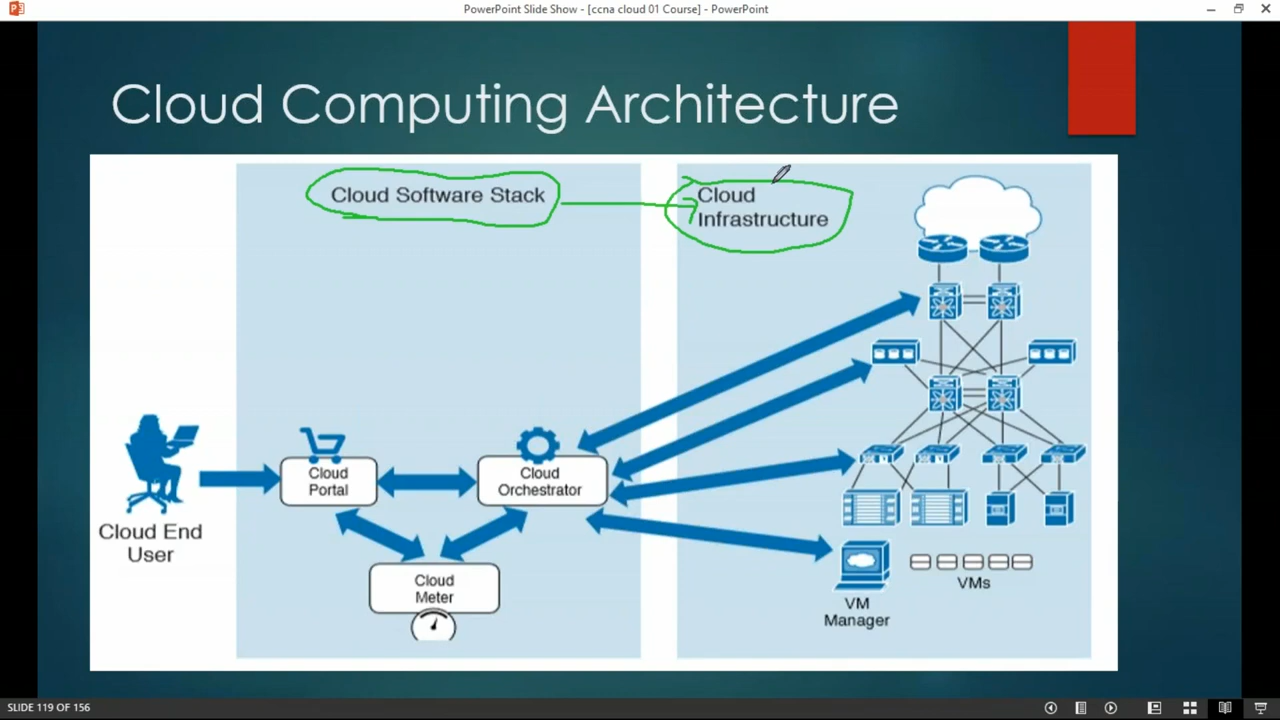 PowerPoint Slide Show - [ccna cloud 01 Course] - PowerPoint
Cloud Computing Architecture
Cloud Software Stack
Cloud
Infrastructure
Cloud End
User
Cloud
Portal
Cloud
Orchestrator
Cloud
Meter
VM
Manager
VMs
SLIDE 119 OF 156